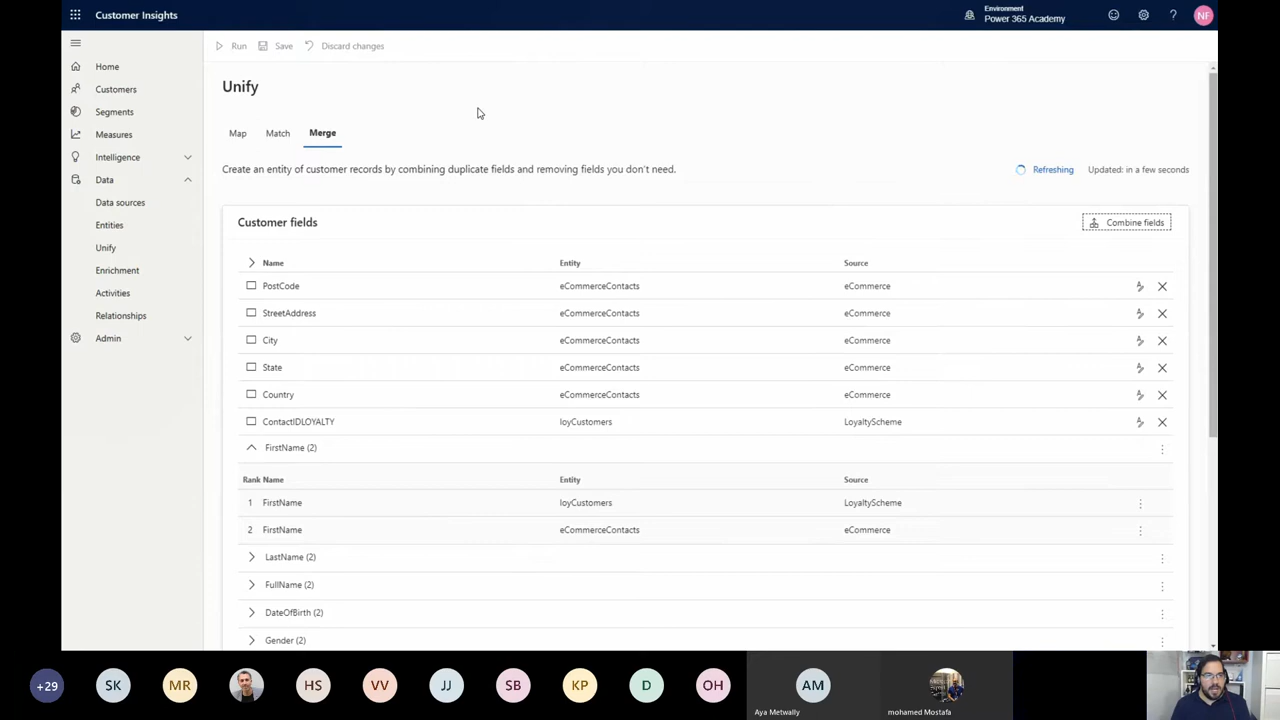 Customer Insights
Environment
Power 365 Academy
?
NF
Run Save Discard changes
Home
Customers
Segments
Measures
Intelligence
Data
Data sources
Entities
Unify
Enrichment
Activities
Relationships
Admin
Unify
Map Match Merge
Create an entity of customer records by combining duplicate fields and removing fields you don't need.
Refreshing Updated: in a few seconds
Customer fields
Combine fields
Name Entity Source
PostCode eCommerceContacts eCommerce
StreetAddress eCommerceContacts eCommerce
City eCommerceContacts eCommerce
State eCommerceContacts eCommerce
Country eCommerceContacts eCommerce
ContactIDLOYALTY loyCustomers LoyaltyScheme
FirstName (2)
Rank Name Entity Source
1 FirstName loyCustomers LoyaltyScheme
2 FirstName eCommerceContacts eCommerce
LastName (2)
FullName (2)
DateOfBirth (2)
Gender (2)
+29 SK MR HS VV JJ SB KP D OH AM
Aya Metwally mohamed Mostafa